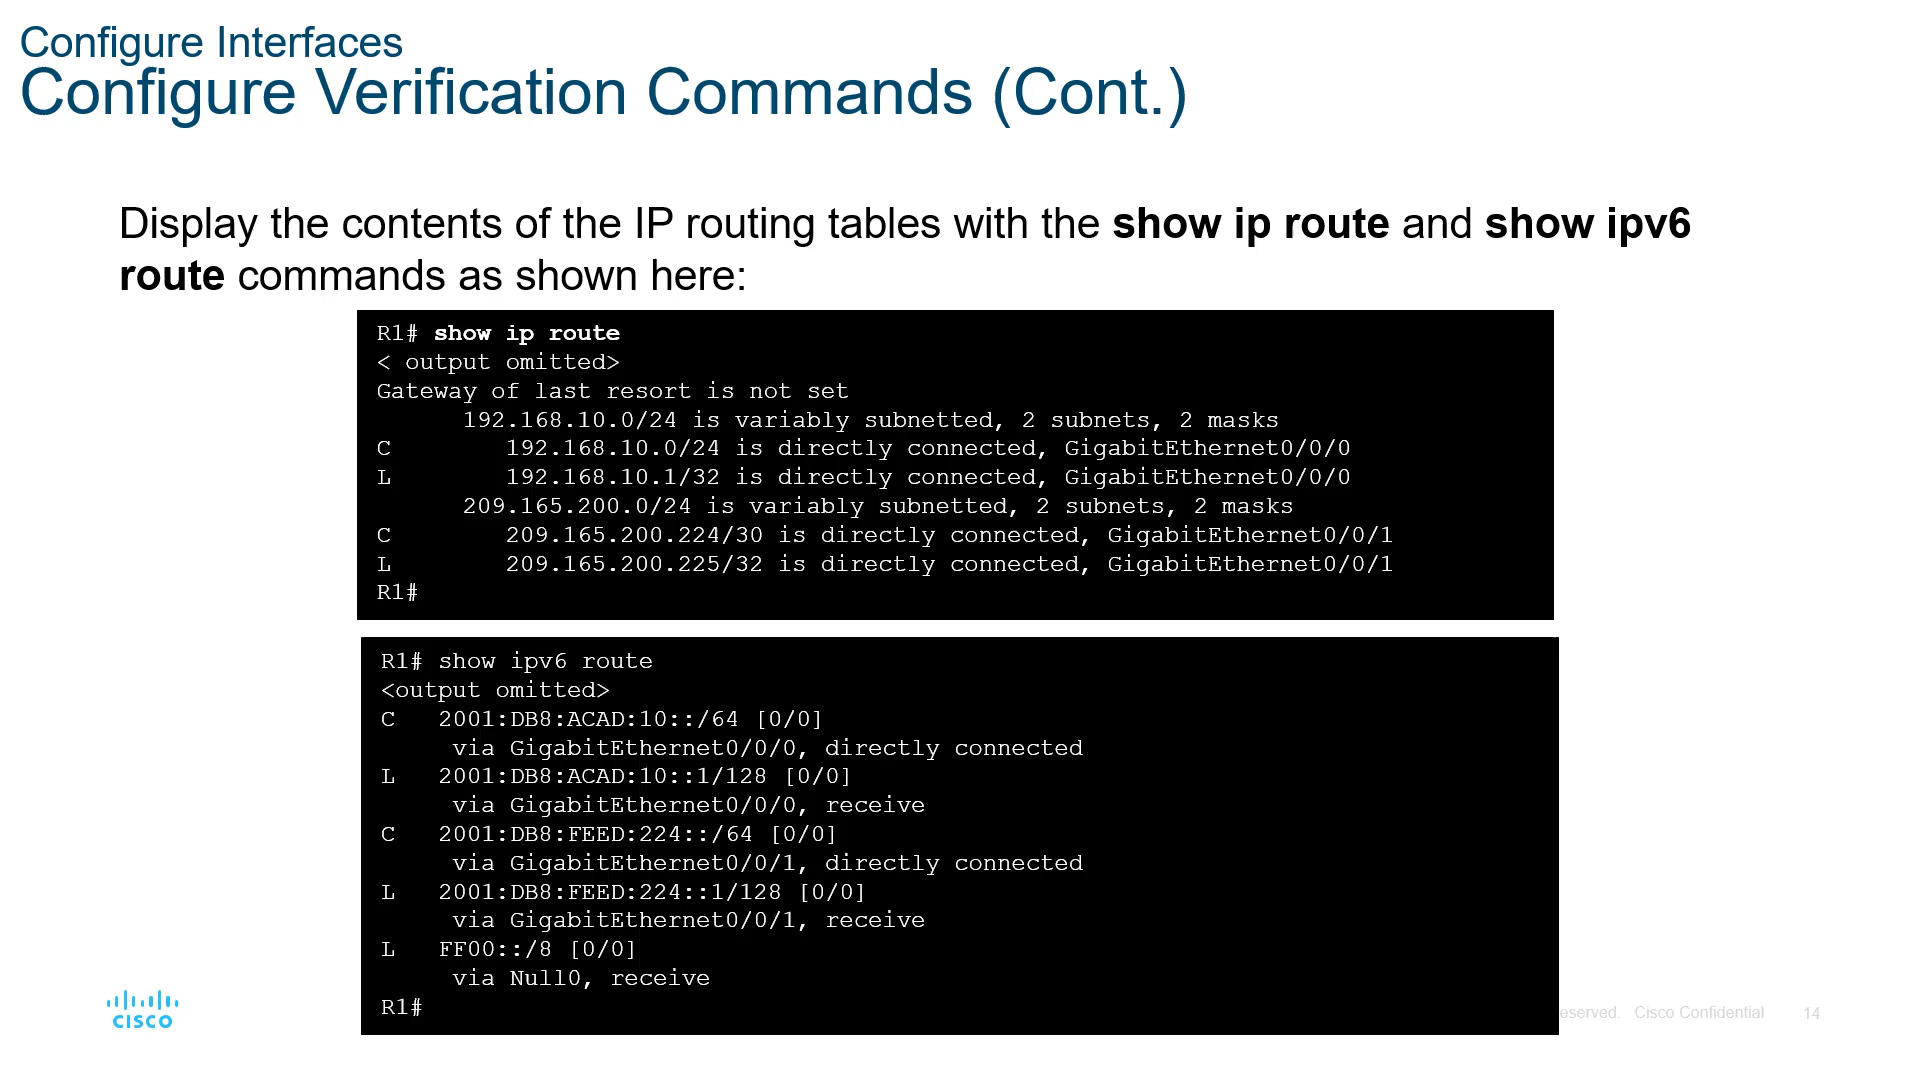 Configure Interfaces
Configure Verification Commands (Cont.)
Display the contents of the IP routing tables with the show ip route and show ipv6
route commands as shown here:
R1# show ip route
< output omitted>
Gateway of last resort is not set
      192.168.10.0/24 is variably subnetted, 2 subnets, 2 masks
C        192.168.10.0/24 is directly connected, GigabitEthernet0/0/0
L        192.168.10.1/32 is directly connected, GigabitEthernet0/0/0
      209.165.200.0/24 is variably subnetted, 2 subnets, 2 masks
C        209.165.200.224/30 is directly connected, GigabitEthernet0/0/1
L        209.165.200.225/32 is directly connected, GigabitEthernet0/0/1
R1#
R1# show ipv6 route
<output omitted>
C   2001:DB8:ACAD:10::/64 [0/0]
     via GigabitEthernet0/0/0, directly connected
L   2001:DB8:ACAD:10::1/128 [0/0]
     via GigabitEthernet0/0/0, receive
C   2001:DB8:FEED:224::/64 [0/0]
     via GigabitEthernet0/0/1, directly connected
L   2001:DB8:FEED:224::1/128 [0/0]
     via GigabitEthernet0/0/1, receive
L   FF00::/8 [0/0]
     via Null0, receive
R1#
CISCO
eserved. Cisco Confidential 14